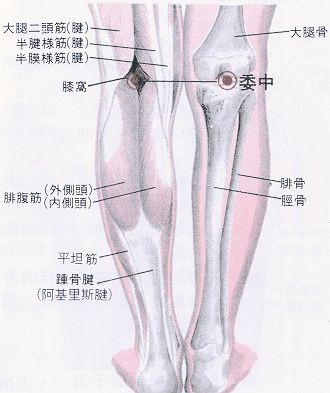 大腿二頭筋(腱)
半腱様筋(腱)
半膜様筋(腱)
膝窩
腓腹筋
(外側頭)
(内側頭)
平坦筋
踵骨腱
(阿基里斯腱)
大腿骨
委中
腓骨
脛骨